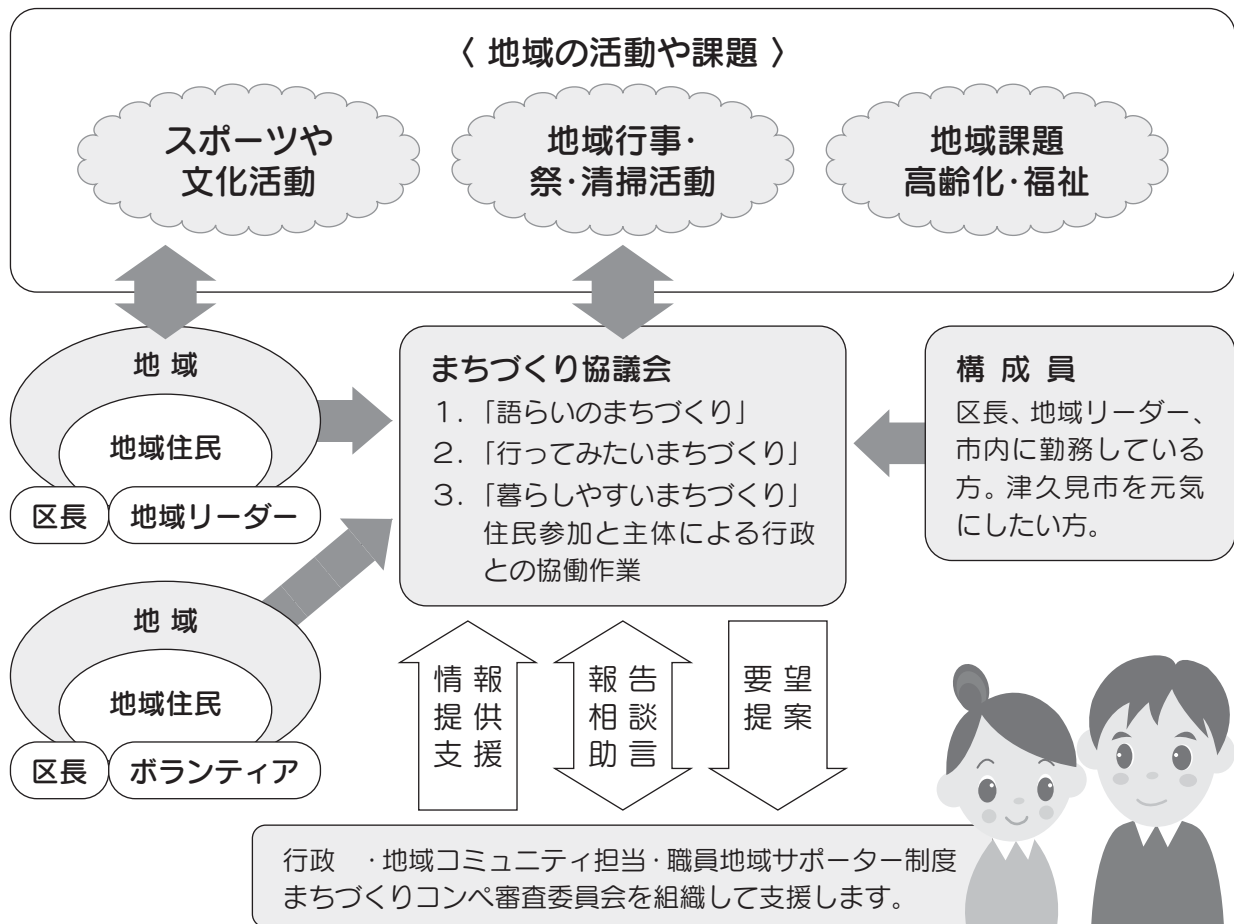 〈 地域の活動や課題 〉
スポーツや
文化活動
地域行事・
祭・清掃活動
地域課題
高齢化・福祉
地 域
地域住民
区長
地域リーダー
まちづくり協議会
1.「語らいのまちづくり」
2.「行ってみたいまちづくり」
3.「暮らしやすいまちづくり」
住民参加と主体による行政
との協働作業
構 成 員
区長、地域リーダー、
市内に勤務している
方。津久見市を元気
にしたい方。
地 域
地域住民
区長
ボランティア
情 報
提 供
支 援
報 告
相 談
助 言
要 望
提 案
行政 ・地域コミュニティ担当・職員地域サポーター制度
まちづくりコンペ審査委員会を組織して支援します。